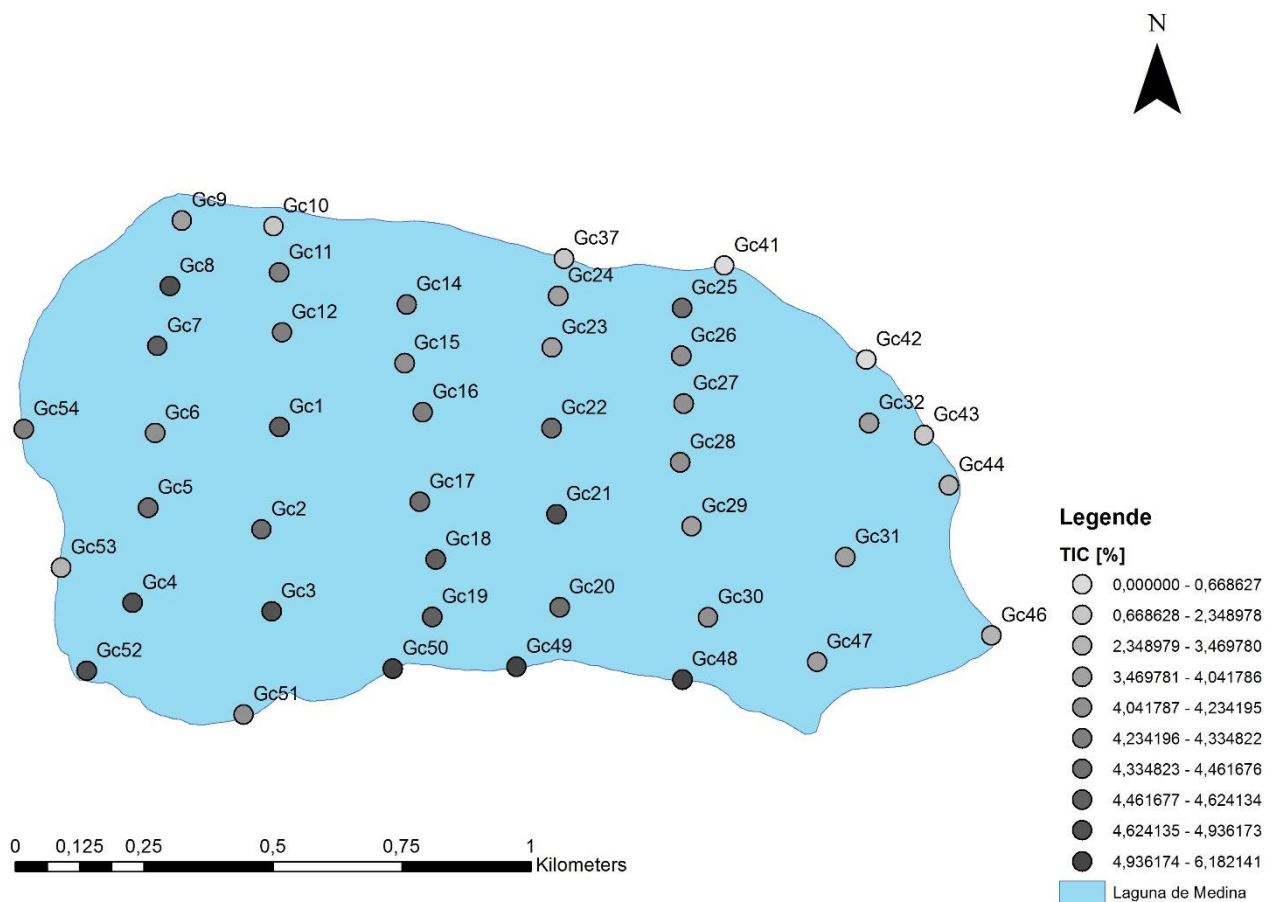 N
Gc9
Gc10
Gc37
Gc41
Gc8
Gc11
Gc24
Gc14
Gc25
Gc7
Gc12
Gc23
Gc42
Gc15
Gc26
Gc54
Gc6
Gc1
Gc16
Gc22
Gc27
Gc32
Gc43
Gc28
Gc44
Gc5
Gc2
Gc17
Gc21
Gc29
Gc53
Gc18
Gc31
Gc4
Gc3
Gc19
Gc20
Gc30
Gc46
Gc52
Gc50
Gc49
Gc48
Gc47
Gc51
Legende
TIC [%]
0,000000 - 0,668627
0,668628 - 2,348978
2,348979 - 3,469780
3,469781 - 4,041786
4,041787 - 4,234195
4,234196 - 4,334822
4,334823 - 4,461676
4,461677 - 4,624134
4,624135 - 4,936173
4,936174 - 6,182141
Laguna de Medina
0 0,125 0,25 0,5 0,75 1
Kilometers